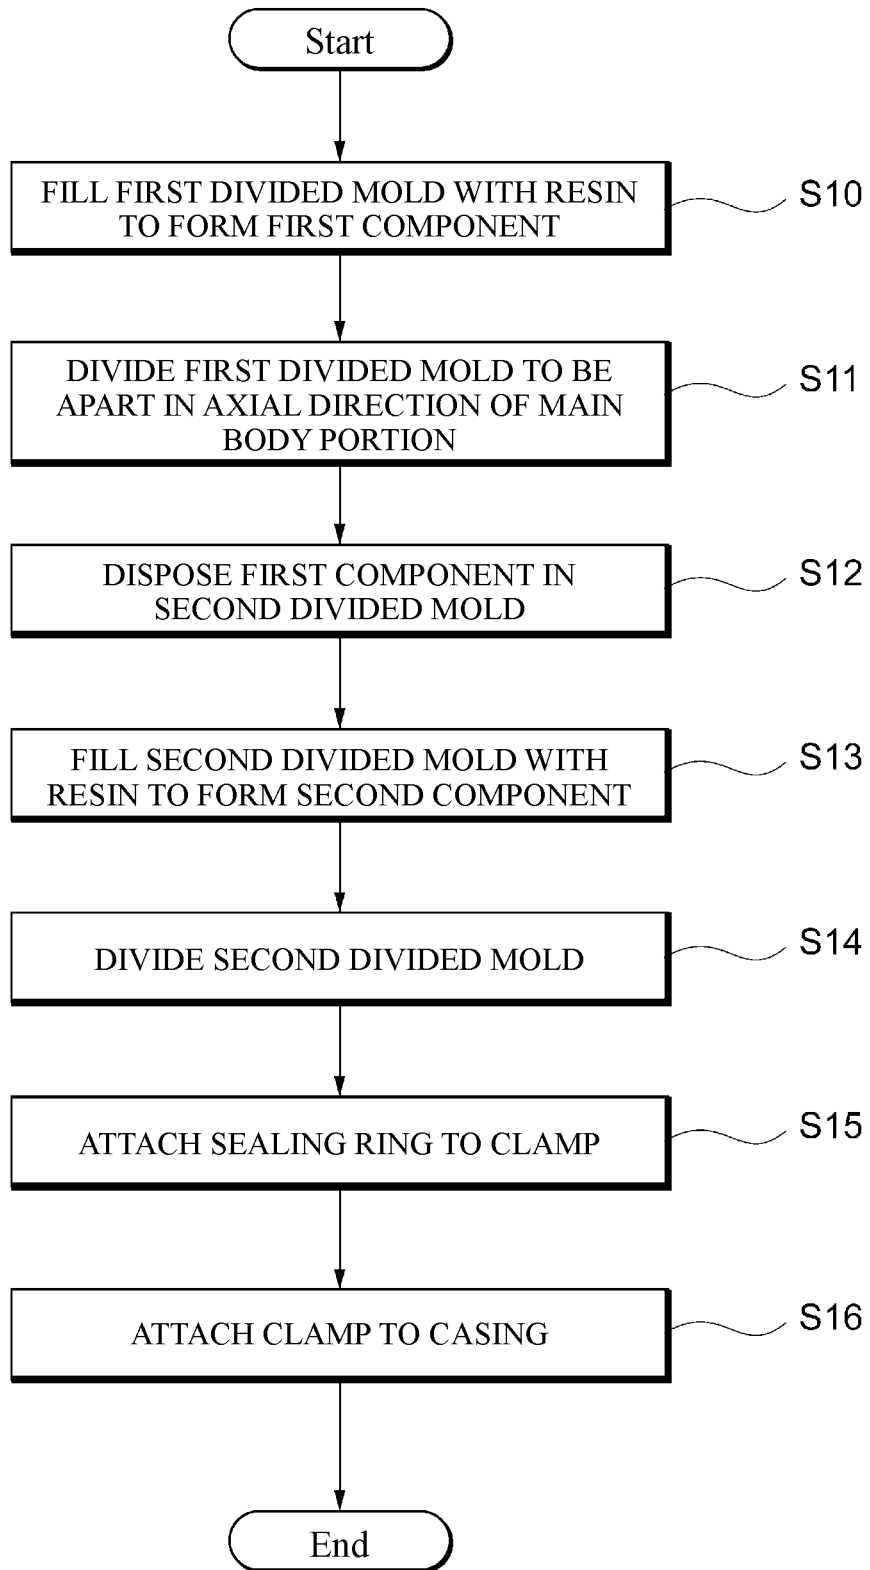 Start
FILL FIRST DIVIDED MOLD WITH RESIN
TO FORM FIRST COMPONENT
S10
DIVIDE FIRST DIVIDED MOLD TO BE
APART IN AXIAL DIRECTION OF MAIN
BODY PORTION
S11
DISPOSE FIRST COMPONENT IN
SECOND DIVIDED MOLD
S12
FILL SECOND DIVIDED MOLD WITH
RESIN TO FORM SECOND COMPONENT
S13
DIVIDE SECOND DIVIDED MOLD
S14
ATTACH SEALING RING TO CLAMP
S15
ATTACH CLAMP TO CASING
S16
End